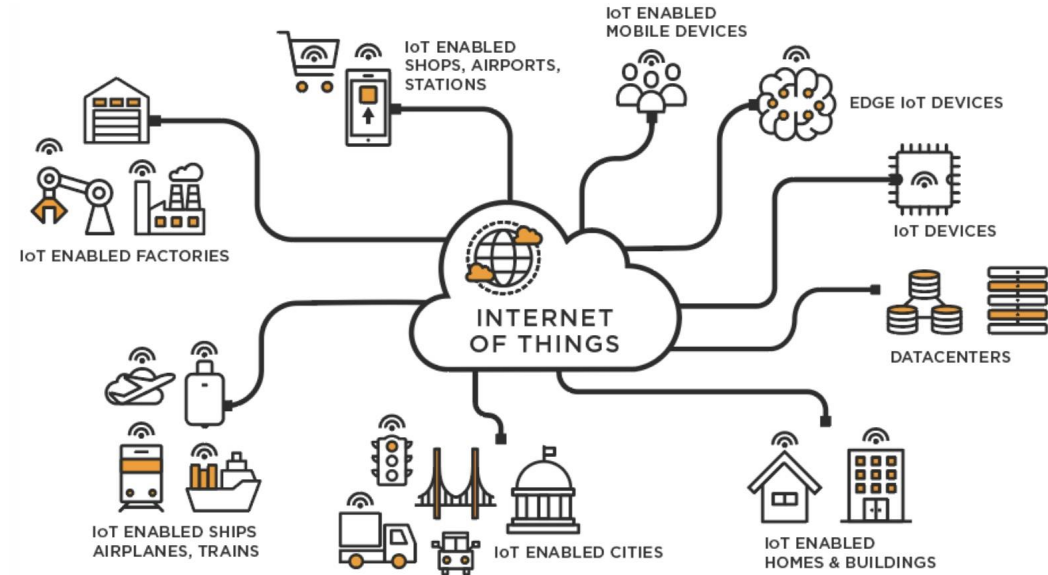 IoT ENABLED
SHOPS, AIRPORTS,
STATIONS
IoT ENABLED
MOBILE DEVICES
EDGE IoT DEVICES
IoT DEVICES
IoT ENABLED FACTORIES
INTERNET
OF THINGS
DATACENTERS
IoT ENABLED SHIPS
AIRPLANES, TRAINS
IoT ENABLED CITIES
IoT ENABLED
HOMES & BUILDINGS